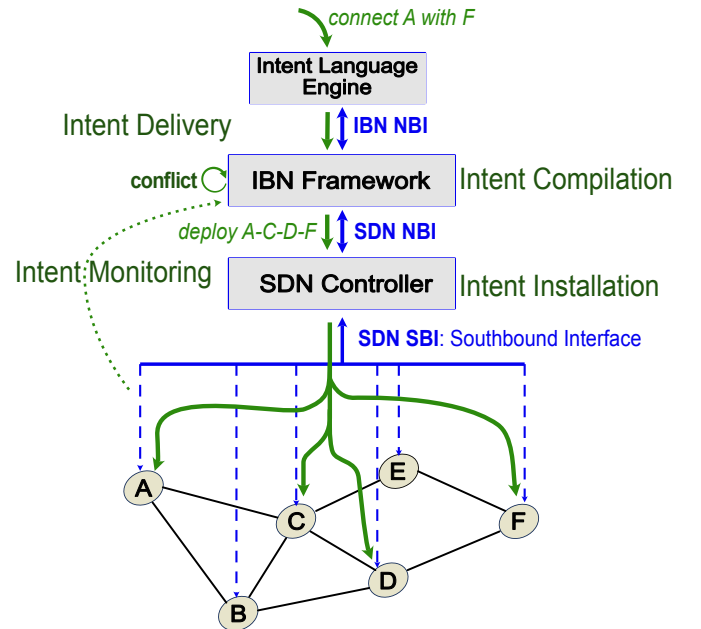 connect A with F
Intent Language
Engine
Intent Delivery
IBN NBI
conflict
IBN Framework
Intent Compilation
deploy A-C-D-F
SDN NBI
Intent Monitoring
SDN Controller
Intent Installation
SDN SBI: Southbound Interface
A
E
C
F
D
B